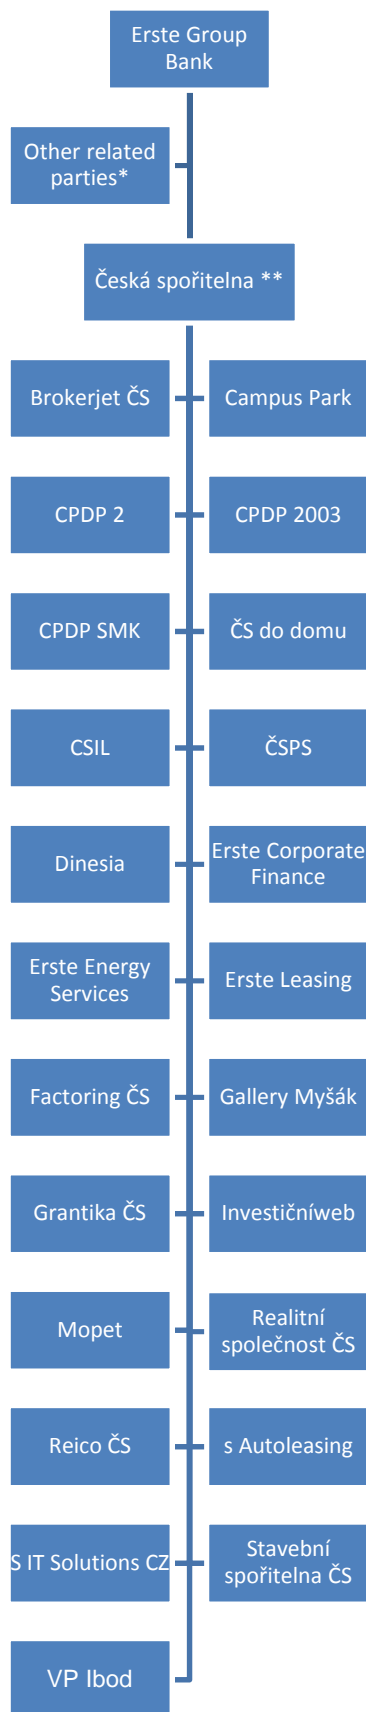 Erste Group
Bank
Other related
parties*
Česká spořitelna **
Brokerjet ČS
Campus Park
CPDP 2
CPDP 2003
CPDP SMK
ČS do domu
CSIL
ČSPS
Dinesia
Erste Corporate
Finance
Erste Energy
Services
Erste Leasing
Factoring ČS
Gallery Myšák
Grantika ČS
Investičníweb
Mopet
Realitní
společnost ČS
Reico ČS
s Autoleasing
S IT Solutions CZ
Stavební
spořitelna ČS
VP Ibod